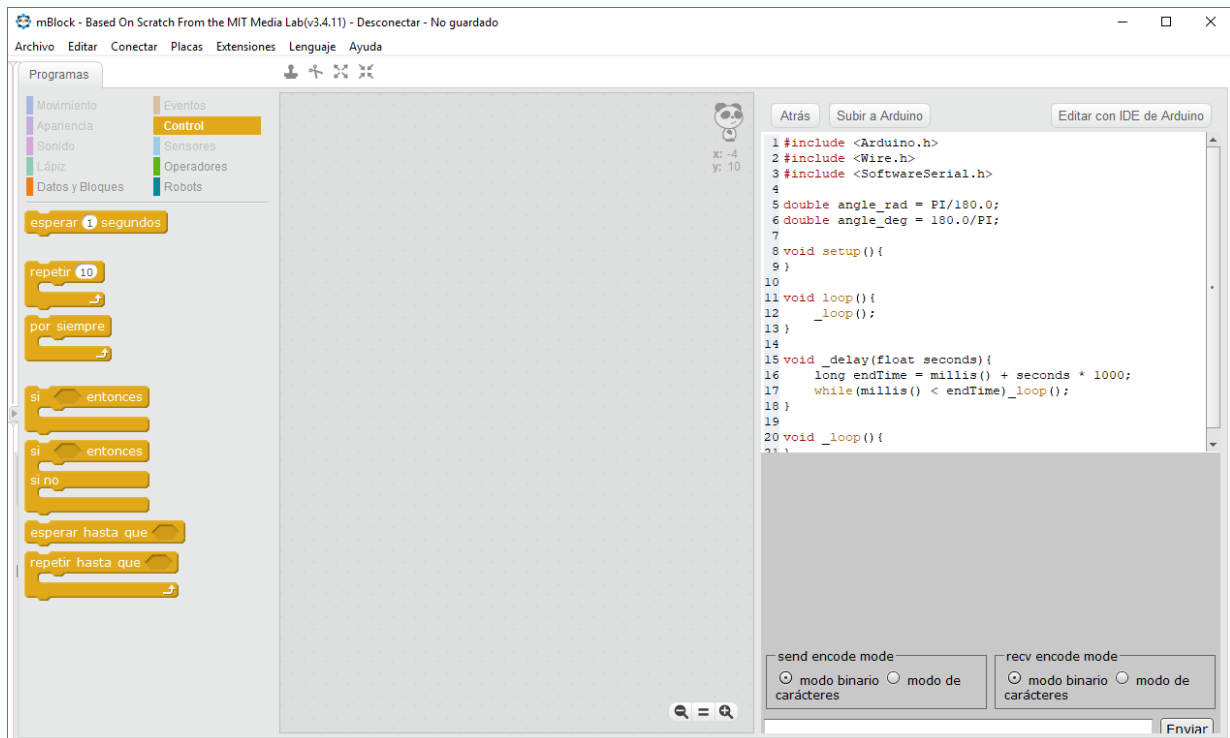 mBlock - Based On Scratch From the MIT Media Lab(v3.4.11) - Desconectar - No guardado
Archivo Editar Conectar Placas Extensiones Lenguaje Ayuda
Programas
Movimiento Eventos
Apariencia Control
Sonido Sensores
Lápiz Operadores
Datos y Bloques Robots
esperar 1 segundos
repetir 10
por siempre
si entonces
si entonces
si no
esperar hasta que
repetir hasta que
x: -4
y: 10
Atrás Subir a Arduino Editar con IDE de Arduino
1 #include <Arduino.h>
2 #include <Wire.h>
3 #include <SoftwareSerial.h>
4
5 double angle_rad = PI/180.0;
6 double angle_deg = 180.0/PI;
7
8 void setup(){
9 }
10
11 void loop(){
12 _loop();
13 }
14
15 void _delay(float seconds){
16 long endTime = millis() + seconds * 1000;
17 while(millis() < endTime)_loop();
18 }
19
20 void _loop(){
21 }
send encode mode
modo binario modo de
carácteres
recv encode mode
modo binario modo de
carácteres
Enviar